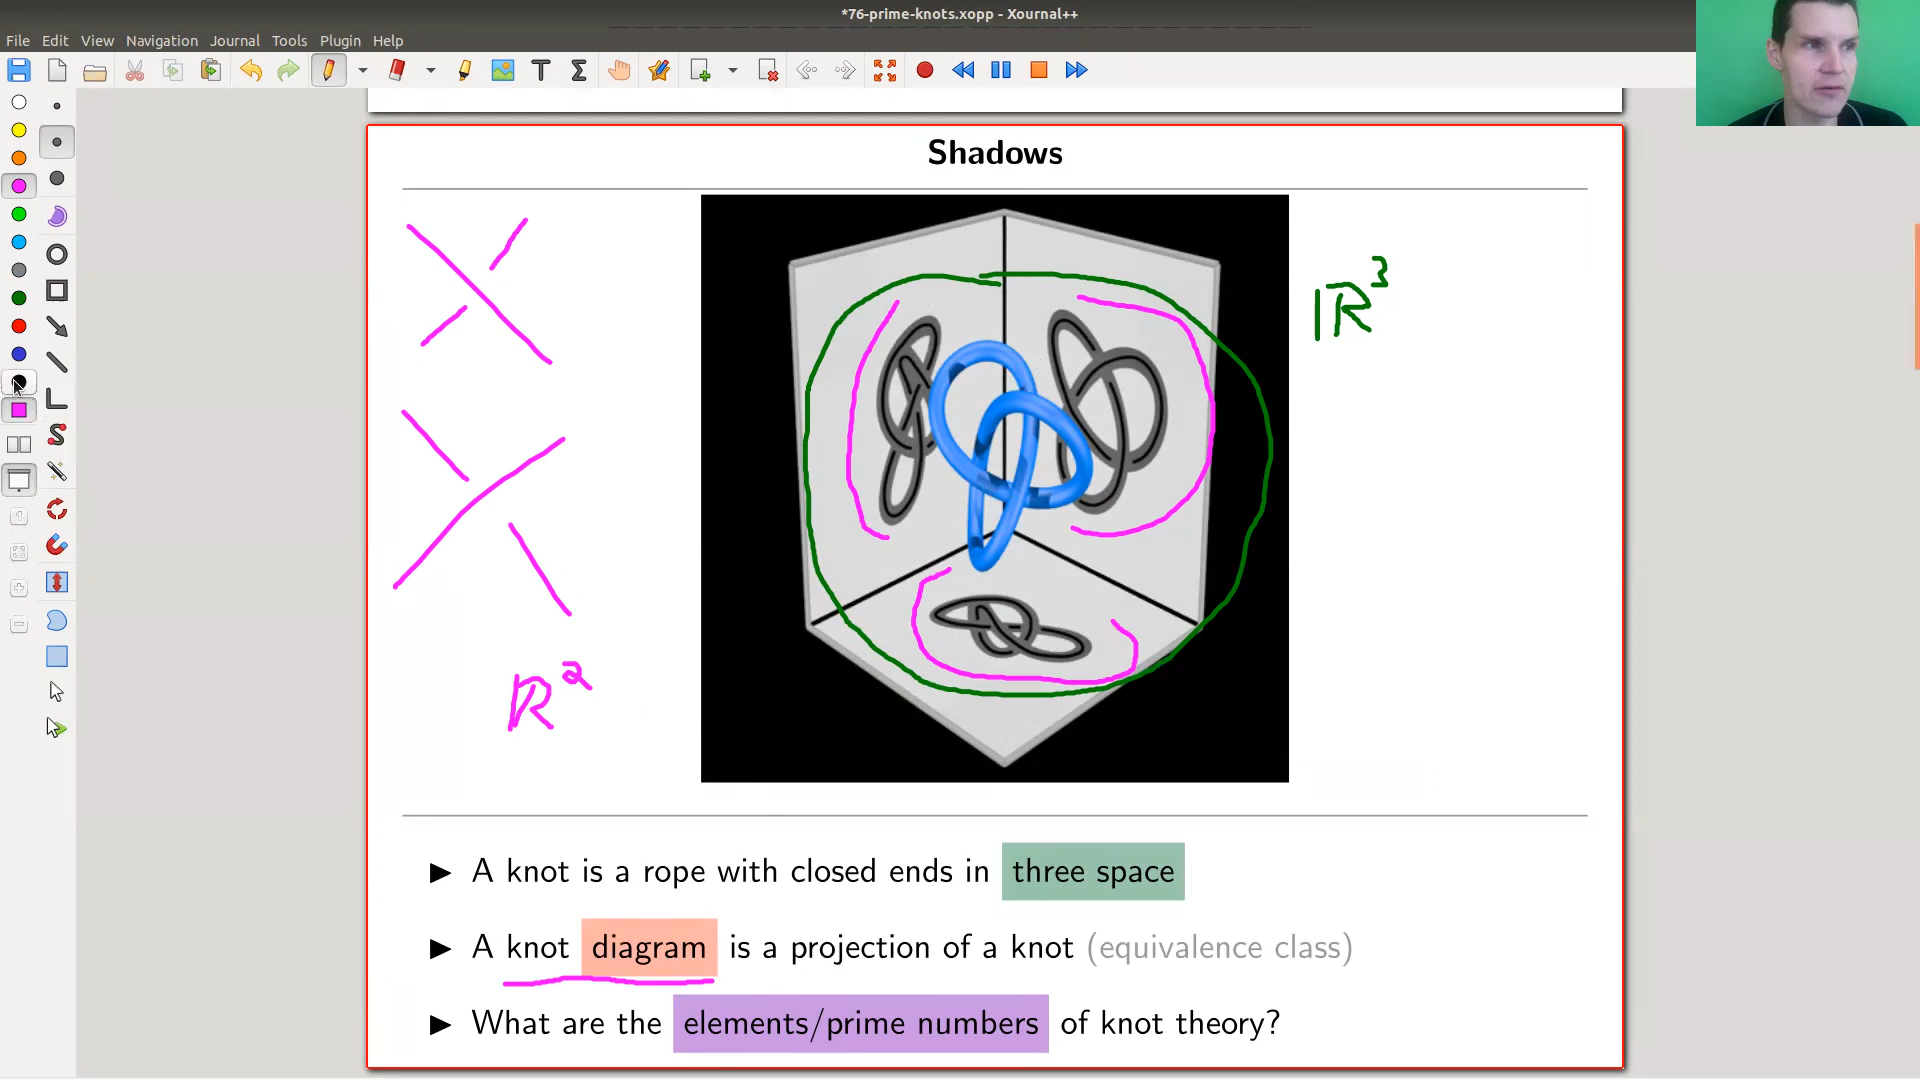 *76-prime-knots.xopp - Xournal++
File Edit View Navigation Journal Tools Plugin Help
Shadows
ℝ³
ℝ²
▶ A knot is a rope with closed ends in three space
▶ A knot diagram is a projection of a knot (equivalence class)
▶ What are the elements/prime numbers of knot theory?